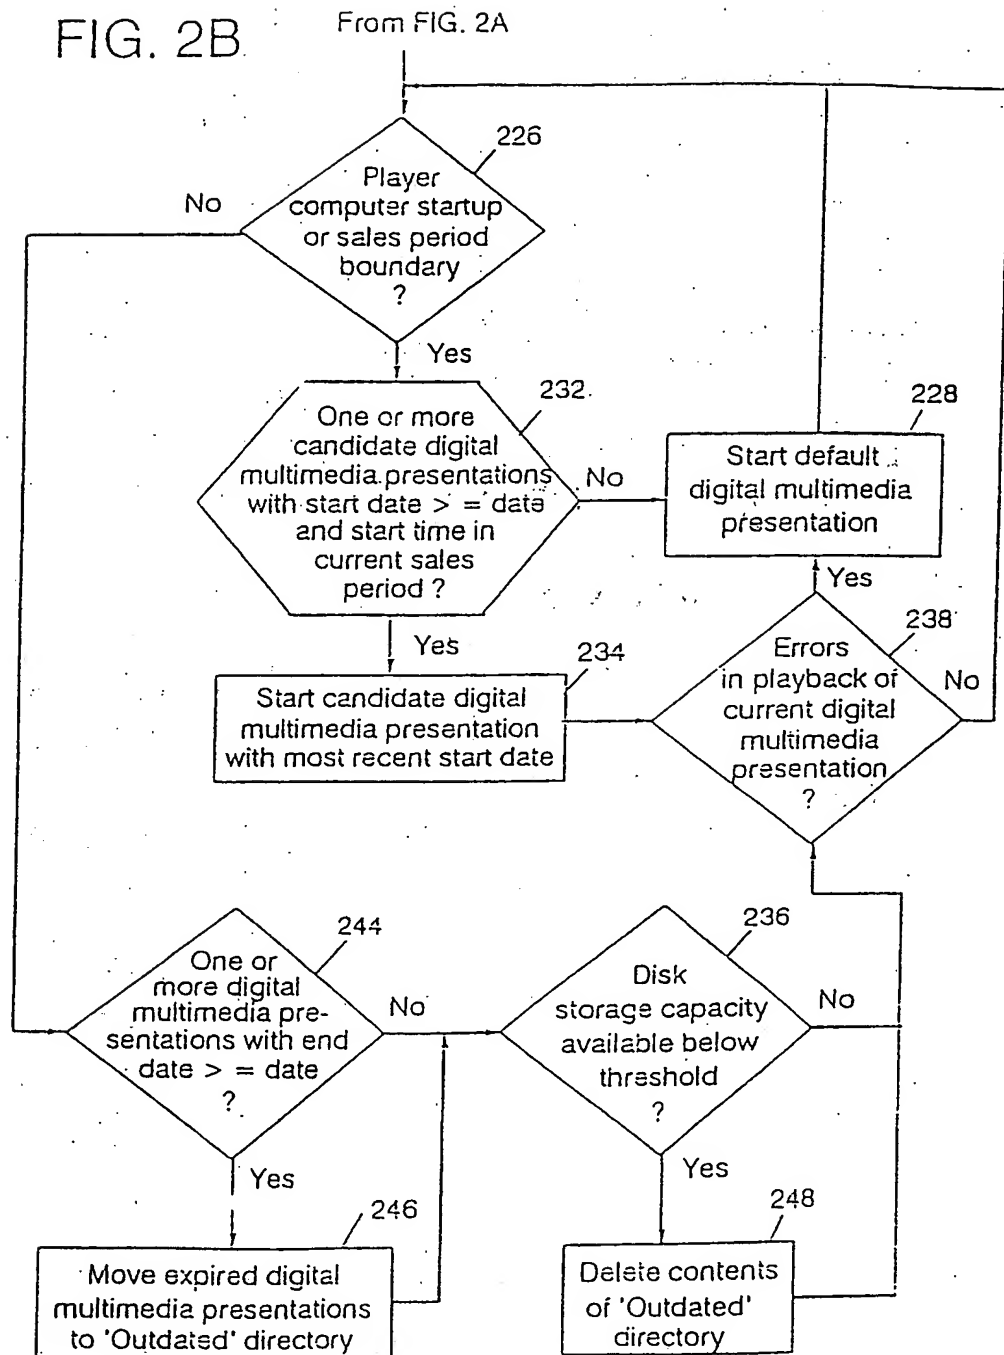 FIG. 2B
From FIG. 2A
226
Player
computer startup
or sales period
boundary
?
No
Yes
232
One or more
candidate digital
multimedia presentations
with start date > = date
and start time in
current sales
period ?
No
Yes
228
Start default
digital multimedia
presentation
Yes
234
Start candidate digital
multimedia presentation
with most recent start date
238
Errors
in playback of
current digital
multimedia
presentation
?
No
244
One or
more digital
multimedia pre-
sentations with end
date > = date
?
No
Yes
236
Disk
storage capacity
available below
threshold
?
No
Yes
246
Move expired digital
multimedia presentations
to 'Outdated' directory
248
Delete contents
of 'Outdated'
directory